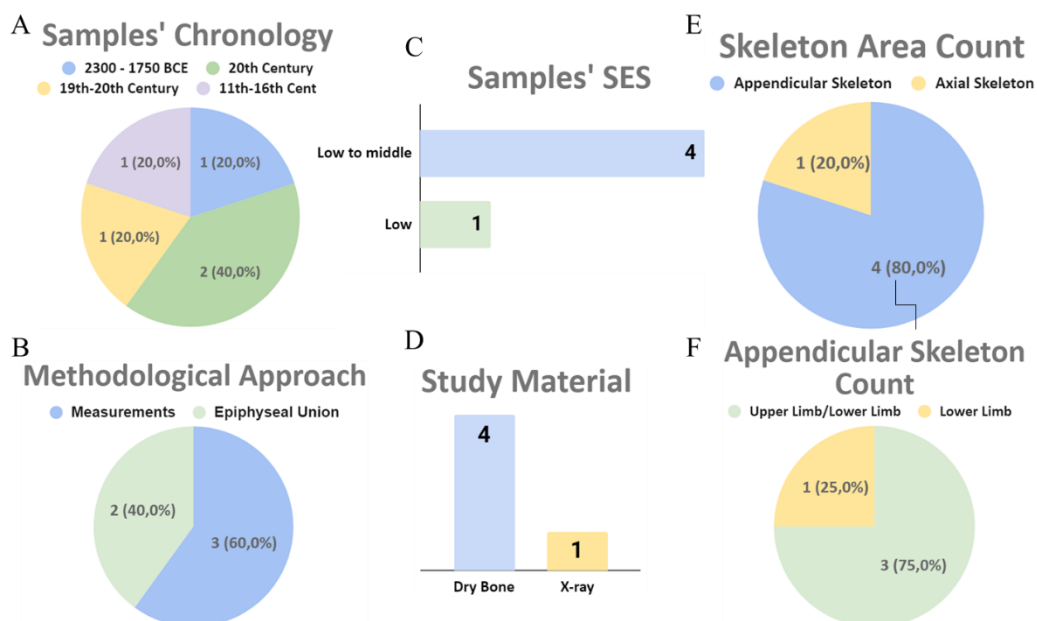 A
Samples' Chronology
2300 - 1750 BCE
20th Century
19th-20th Century
11th-16th Cent
1 (20,0%)
1 (20,0%)
1 (20,0%)
2 (40,0%)
B
Methodological Approach
Measurements
Epiphyseal Union
2 (40,0%)
3 (60,0%)
C
Samples' SES
Low to middle
4
Low
1
D
Study Material
4
1
Dry Bone
X-ray
E
Skeleton Area Count
Appendicular Skeleton
Axial Skeleton
1 (20,0%)
4 (80,0%)
F
Appendicular Skeleton
Count
Upper Limb/Lower Limb
Lower Limb
1 (25,0%)
3 (75,0%)